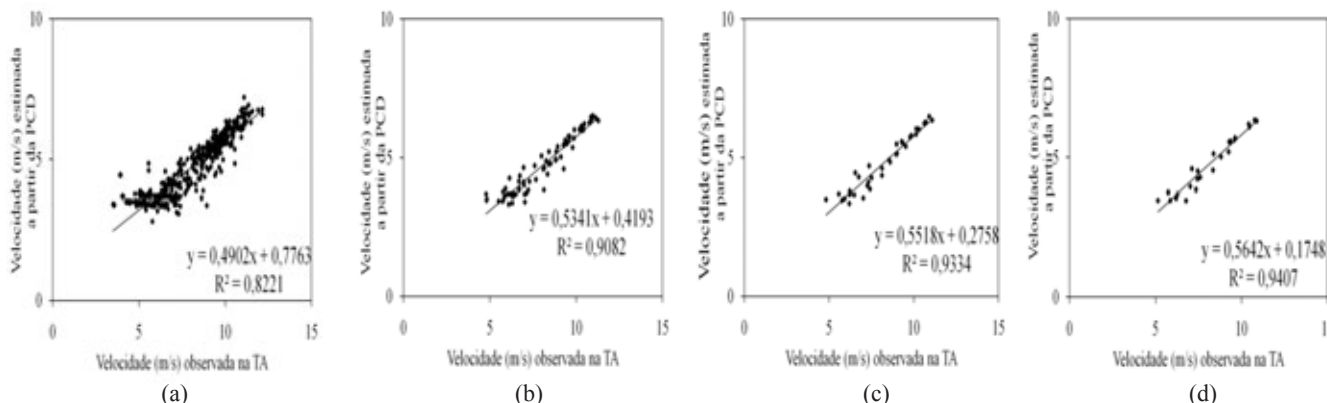 10
5
0
Velocidade (m/s) estimada
a partir da PCD
y = 0,4902x + 0,7763
R² = 0,8221
0 5 10 15
Velocidade (m/s) observada na TA
(a)
10
5
0
Velocidade (m/s) estimada
a partir da PCD
y = 0,5341x + 0,4193
R² = 0,9082
0 5 10 15
Velocidade (m/s) observada na TA
(b)
10
5
0
Velocidade (m/s) estimada
a partir da PCD
y = 0,5518x + 0,2758
R² = 0,9334
0 5 10 15
Velocidade (m/s) observada na TA
(c)
10
5
0
Velocidade (m/s) estimada
a partir da PCD
y = 0,5642x + 0,1748
R² = 0,9407
0 5 10 15
Velocidade (m/s) observada na TA
(d)